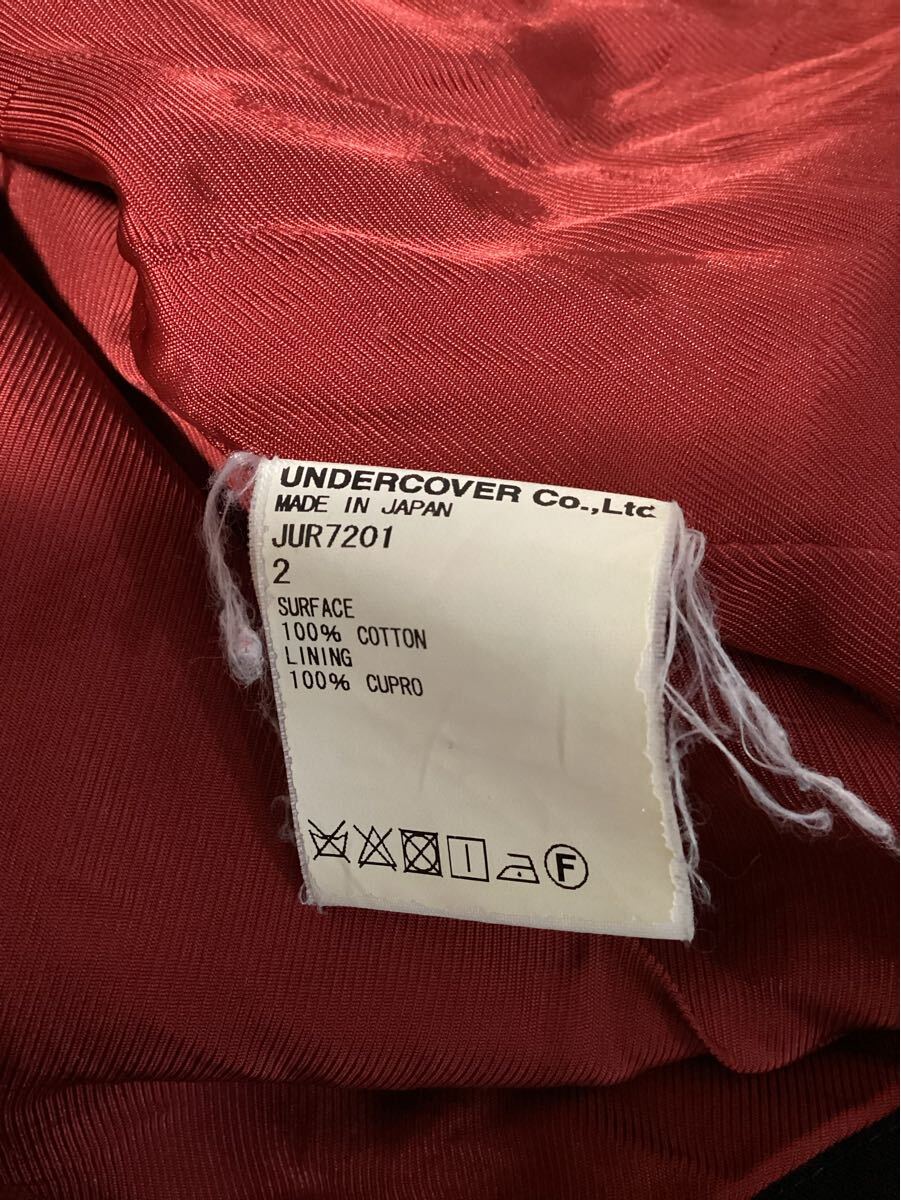 UNDERCOVER Co.,Ltd
MADE IN JAPAN
JUR7201
2
SURFACE
100% COTTON
LINING
100% CUPRO
F